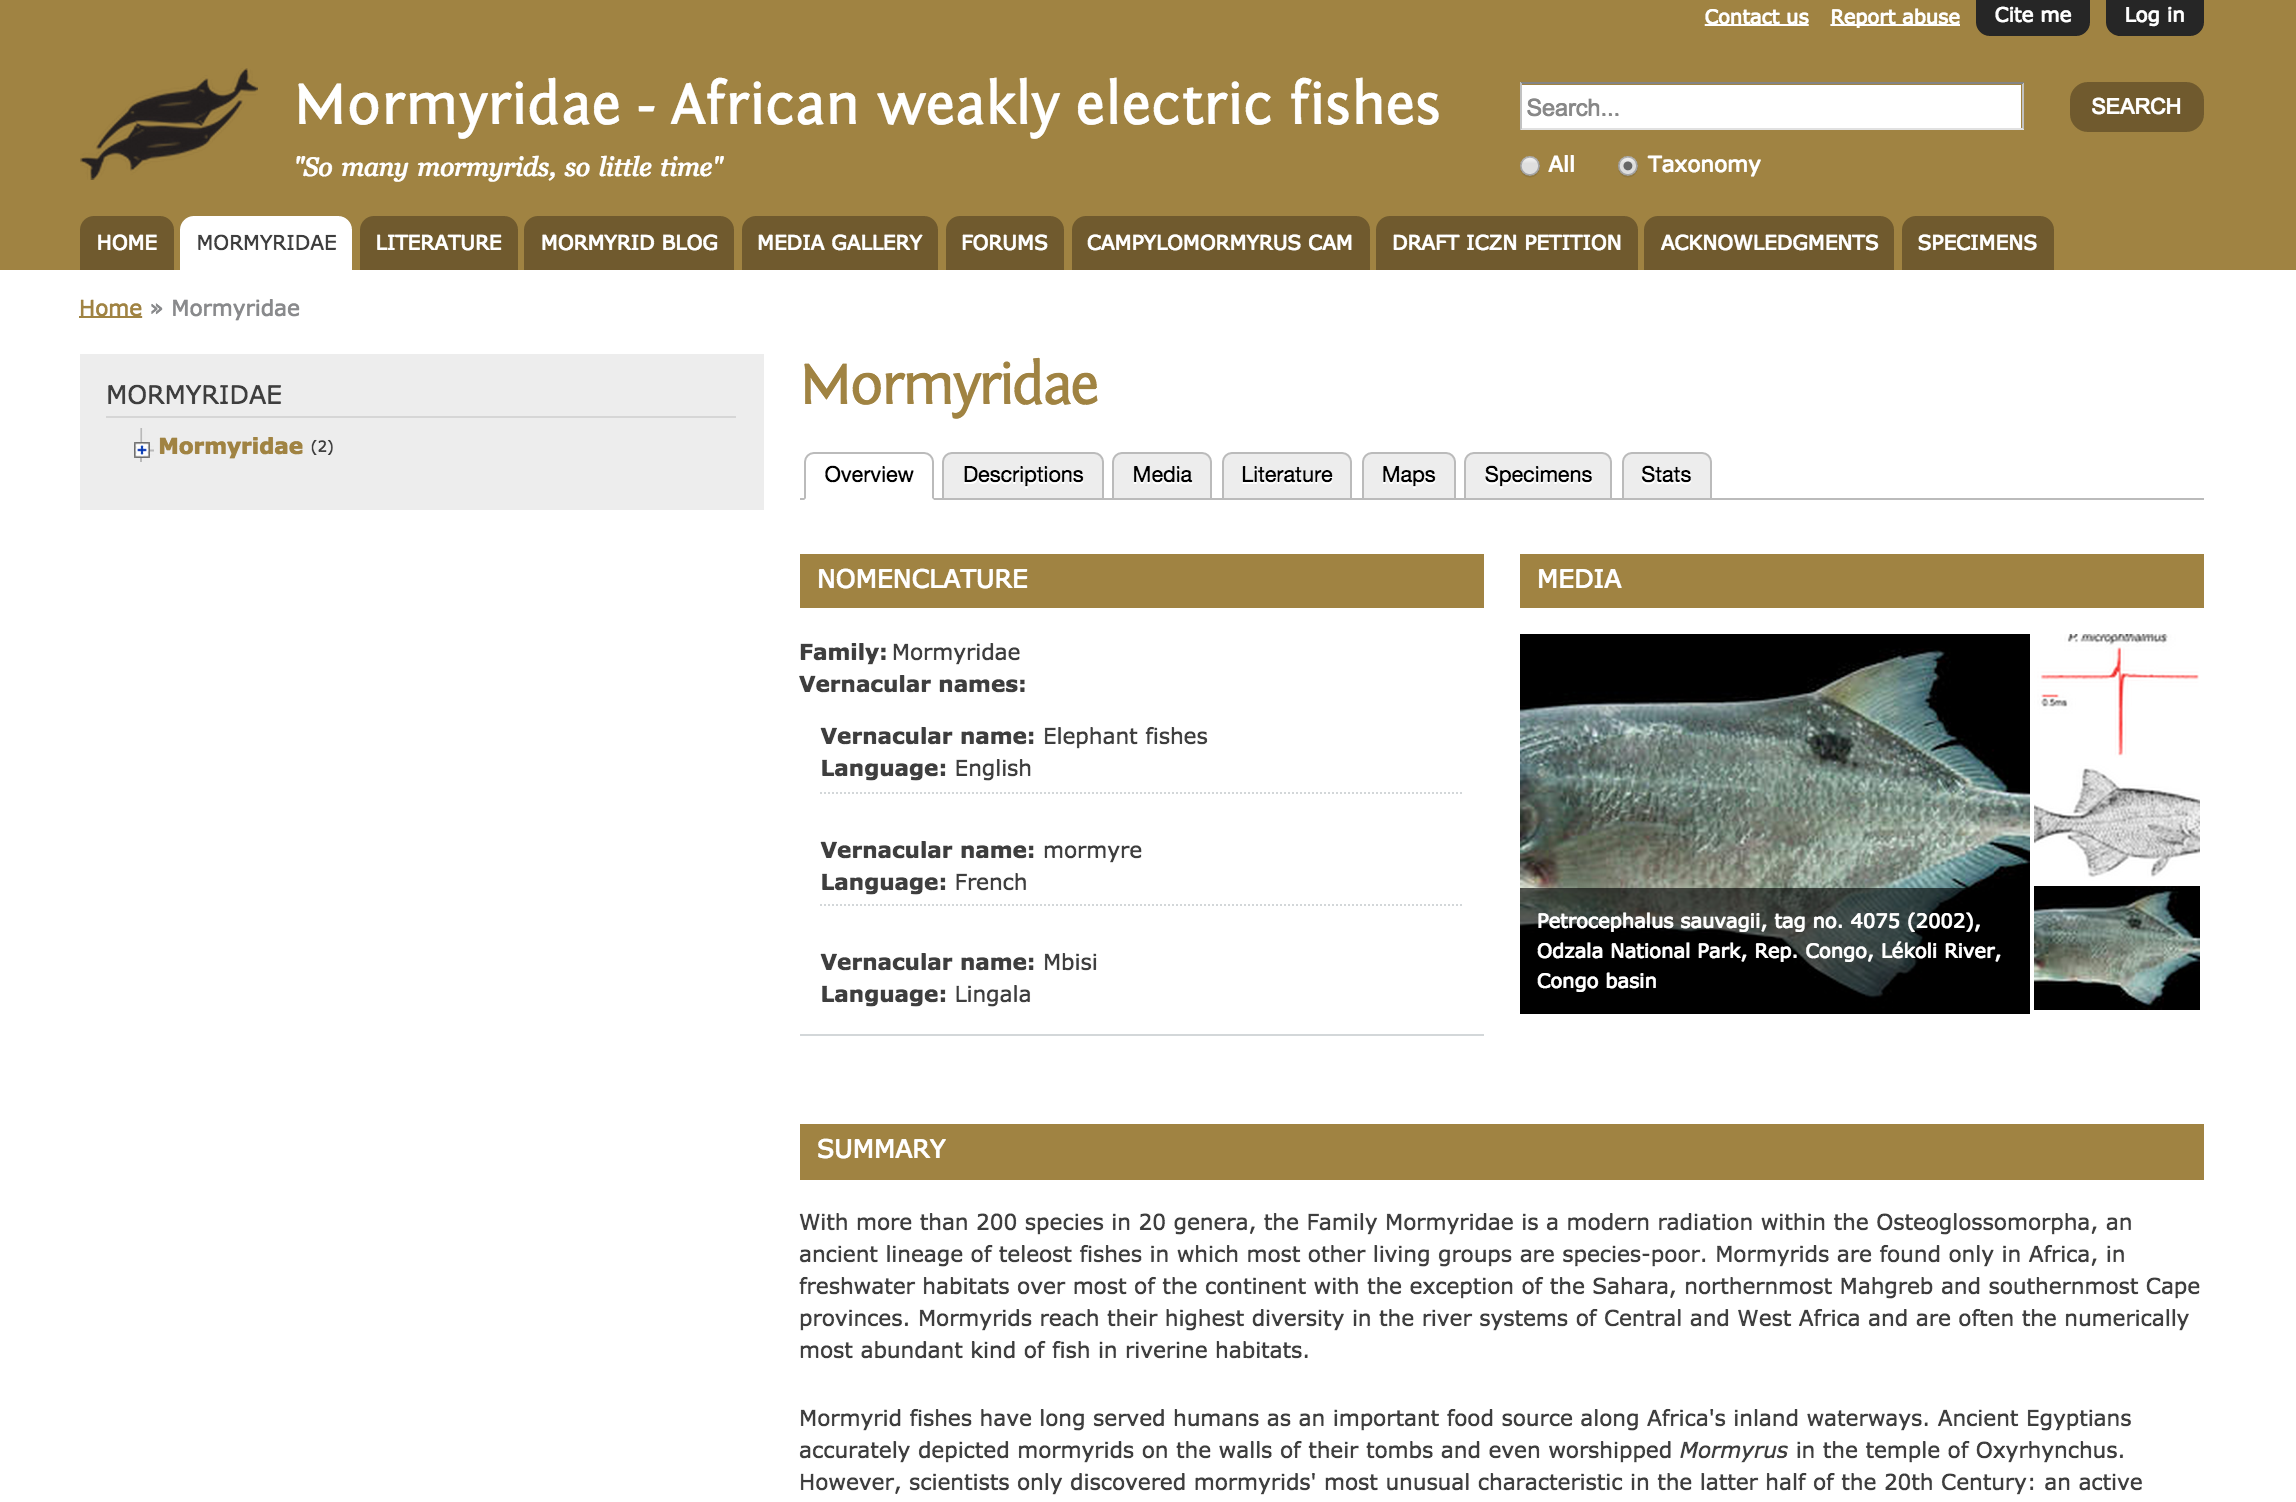 Contact us Report abuse Cite me Log in
Mormyridae - African weakly electric fishes
"So many mormyrids, so little time"
Search...
SEARCH
All Taxonomy
HOME MORMYRIDAE LITERATURE MORMYRID BLOG MEDIA GALLERY FORUMS CAMPYLOMORMYRUS CAM DRAFT ICZN PETITION ACKNOWLEDGMENTS SPECIMENS
Home » Mormyridae
MORMYRIDAE
Mormyridae (2)
Mormyridae
Overview Descriptions Media Literature Maps Specimens Stats
NOMENCLATURE
Family: Mormyridae
Vernacular names:
Vernacular name: Elephant fishes
Language: English
Vernacular name: mormyre
Language: French
Vernacular name: Mbisi
Language: Lingala
MEDIA
P. microphthalmus
0.5ms
Petrocephalus sauvagii, tag no. 4075 (2002),
Odzala National Park, Rep. Congo, Lékoli River,
Congo basin
SUMMARY
With more than 200 species in 20 genera, the Family Mormyridae is a modern radiation within the Osteoglossomorpha, an
ancient lineage of teleost fishes in which most other living groups are species-poor. Mormyrids are found only in Africa, in
freshwater habitats over most of the continent with the exception of the Sahara, northernmost Mahgreb and southernmost Cape
provinces. Mormyrids reach their highest diversity in the river systems of Central and West Africa and are often the numerically
most abundant kind of fish in riverine habitats.
Mormyrid fishes have long served humans as an important food source along Africa's inland waterways. Ancient Egyptians
accurately depicted mormyrids on the walls of their tombs and even worshipped Mormyrus in the temple of Oxyrhynchus.
However, scientists only discovered mormyrids' most unusual characteristic in the latter half of the 20th Century: an active